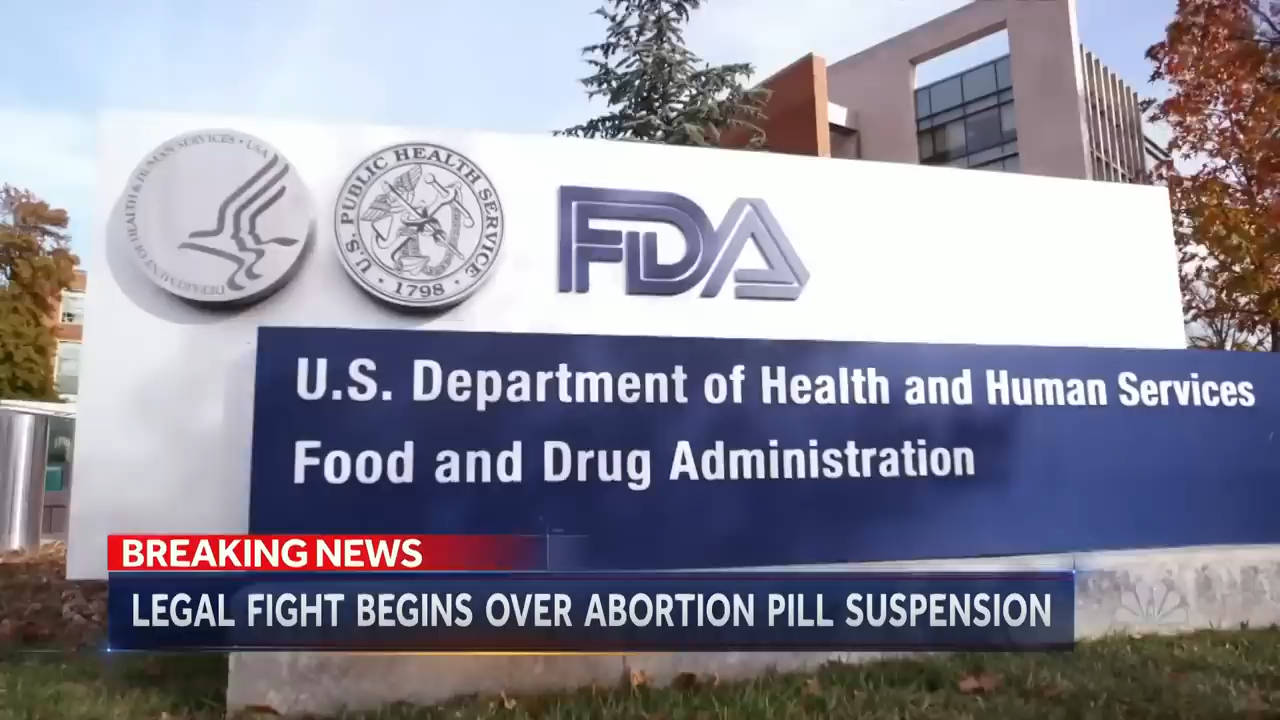 DEPARTMENT OF HEALTH & HUMAN SERVICES • USA
U.S. PUBLIC HEALTH SERVICE
1798
FDA
U.S. Department of Health and Human Services
Food and Drug Administration
BREAKING NEWS
LEGAL FIGHT BEGINS OVER ABORTION PILL SUSPENSION